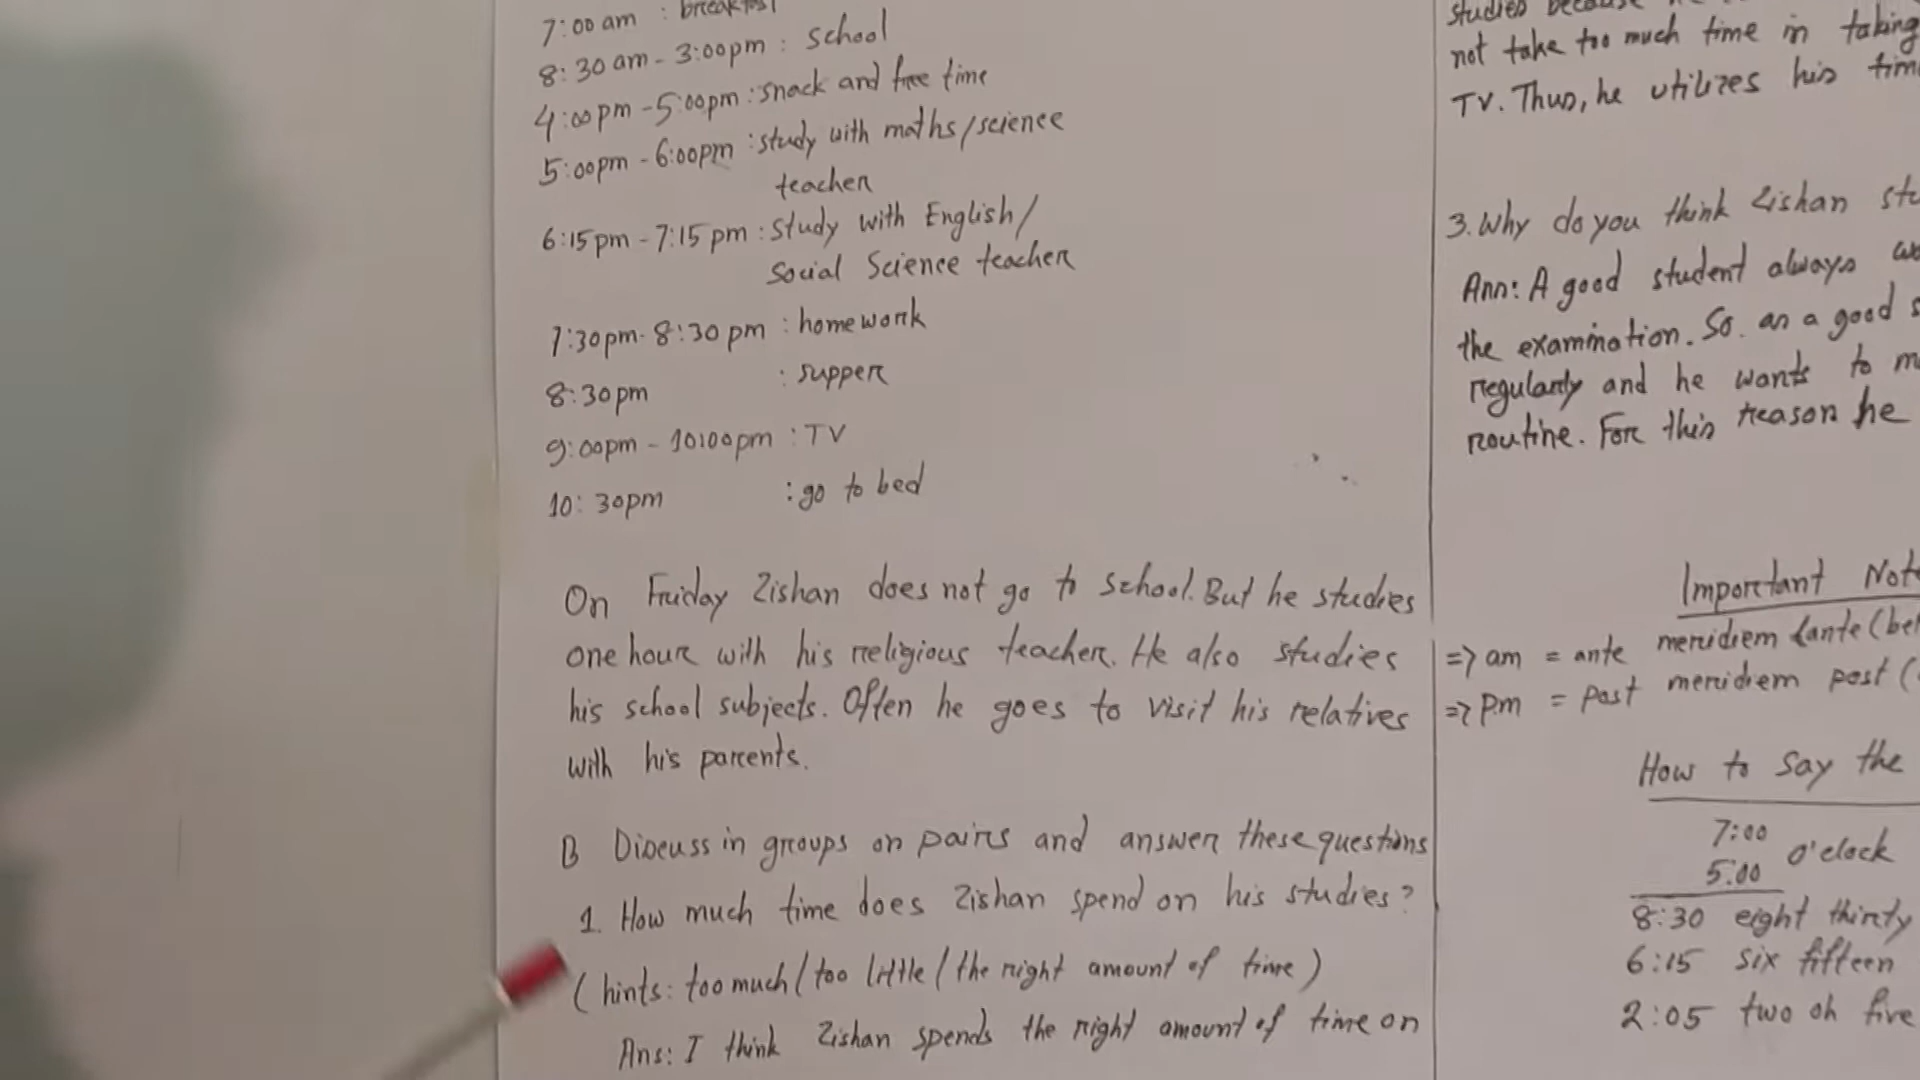 7:00 am : breakfast
8:30 am - 3:00pm : school
4:00pm - 5:00pm : snack and free time
5:00pm - 6:00pm : study with maths/science
teacher
6:15pm - 7:15 pm : study with English/
Social Science teacher
7:30pm - 8:30 pm : homework
8:30pm : supper
9:00pm - 10:00pm : TV
10:30pm : go to bed
On Friday Zishan does not go to school. But he studies
one hour with his religious teacher. He also studies
his school subjects. Often he goes to visit his relatives
with his parents.
B Discuss in groups or pairs and answer these questions
1. How much time does Zishan spend on his studies?
(hints: too much / too little / the right amount of time)
Ans: I think Zishan spends the right amount of time on
studies because
not take too much time in taking
TV. Thus, he utilizes his
3. Why do you think Zishan
Ans: A good student always
the examination. So. as a good
regularly and he wants to
routine. For this reason he
Important
=> am = ante meridiem (ante
=> pm = past meridiem post (
How to say the
7:00
5:00 o'clock
8:30 eight thirty
6:15 six fifteen
2:05 two oh five